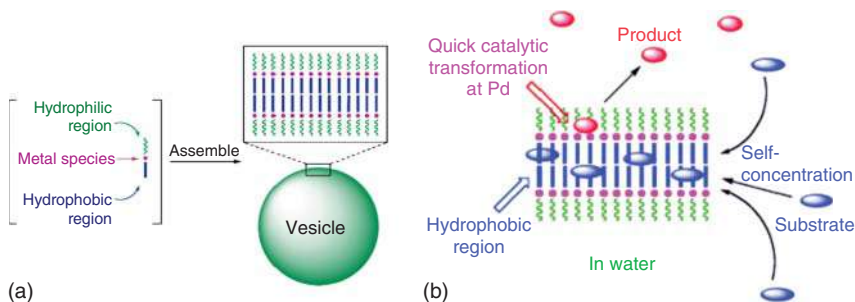 Hydrophilic
region
Metal species
Hydrophobic
region
Assemble
Vesicle
(a)
Quick catalytic
transformation
at Pd
Product
Self-
concentration
Substrate
Hydrophobic
region
In water
(b)